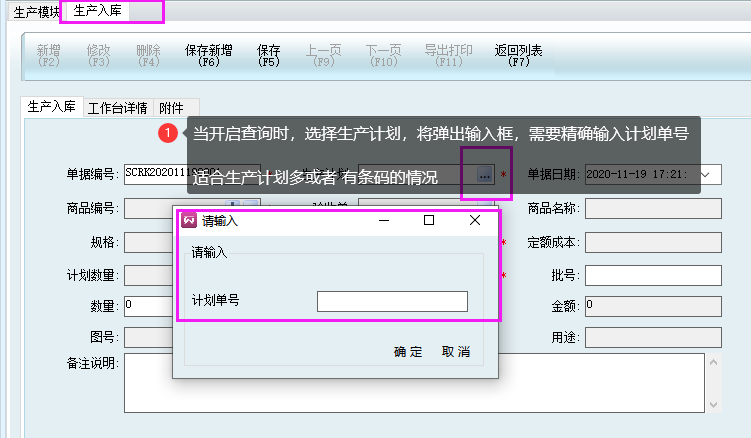 生产模块 生产入库
新增 修改 删除 保存新增 保存 上一页 下一页 导出打印 返回列表
(F2) (F3) (F4) (F6) (F5) (F9) (F10) (F11) (F7)
生产入库 工作台详情 附件
1 当开启查询时，选择生产计划，将弹出输入框，需要精确输入计划单号
单据编号: SCRK20201119 * ... * 单据日期: 2020-11-19 17:21:
适合生产计划多或者 有条码的情况
商品编号: 商品名称:
请输入
规格: * 定额成本:
请输入
计划数量: * 批号:
计划单号
数量: 0 金额: 0
图号: 用途:
确 定 取 消
备注说明: